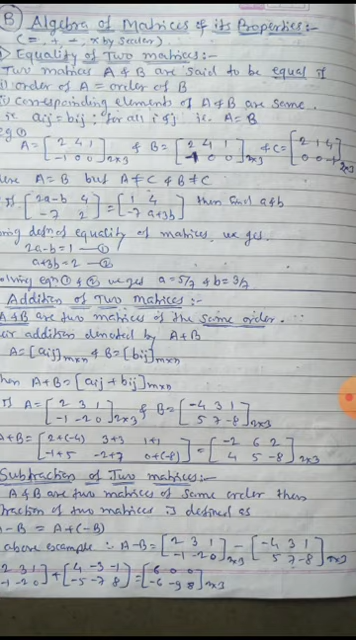 (B) Algebra of Matrices & its Properties:-
( = , + , - , x by scaler)
Equality of Two matrices:-
Two matrices A & B are said to be equal if
i) order of A = order of B
ii) corresponding elements of A & B are same.
ie aij = bij ; for all i & j ie. A = B
eg ①
A = [2 4 1; -1 0 0]2×3 & B = [2 4 1; -1 0 0]2×3 & C = [2 1 4; 0 0 -1]2×3
here A = B but A ≠ C & B ≠ C
If [2a-b 4; -7 2] = [1 4; -7 a+3b] then find a & b
using defn of equality of matrices, we get.
2a-b = 1 —①
a+3b = 2 —②
solving eqn ① & ② we get a = 5/7 & b = 3/7
Addition of Two matrices:-
A & B are two matrices of the same order.
their addition denoted by A+B
A = [aij]m×n & B = [bij]m×n
then A+B = [aij + bij]m×n
If A = [2 3 1; -1 -2 0]2×3 & B = [-4 3 1; 5 7 -8]2×3
A+B = [2+(-4) 3+3 1+1; -1+5 -2+7 0+(-8)] = [-2 6 2; 4 5 -8]2×3
Subtraction of Two matrices:-
A & B are two matrices of same order then
traction of two matrices is defined as
A - B = A+(-B)
above example :- A-B = [2 3 1; -1 -2 0]2×3 - [-4 3 1; 5 7 -8]2×3
[2 3 1; -1 -2 0] + [4 -3 -1; -5 -7 8] = [6 0 0; -6 -9 8]2×3